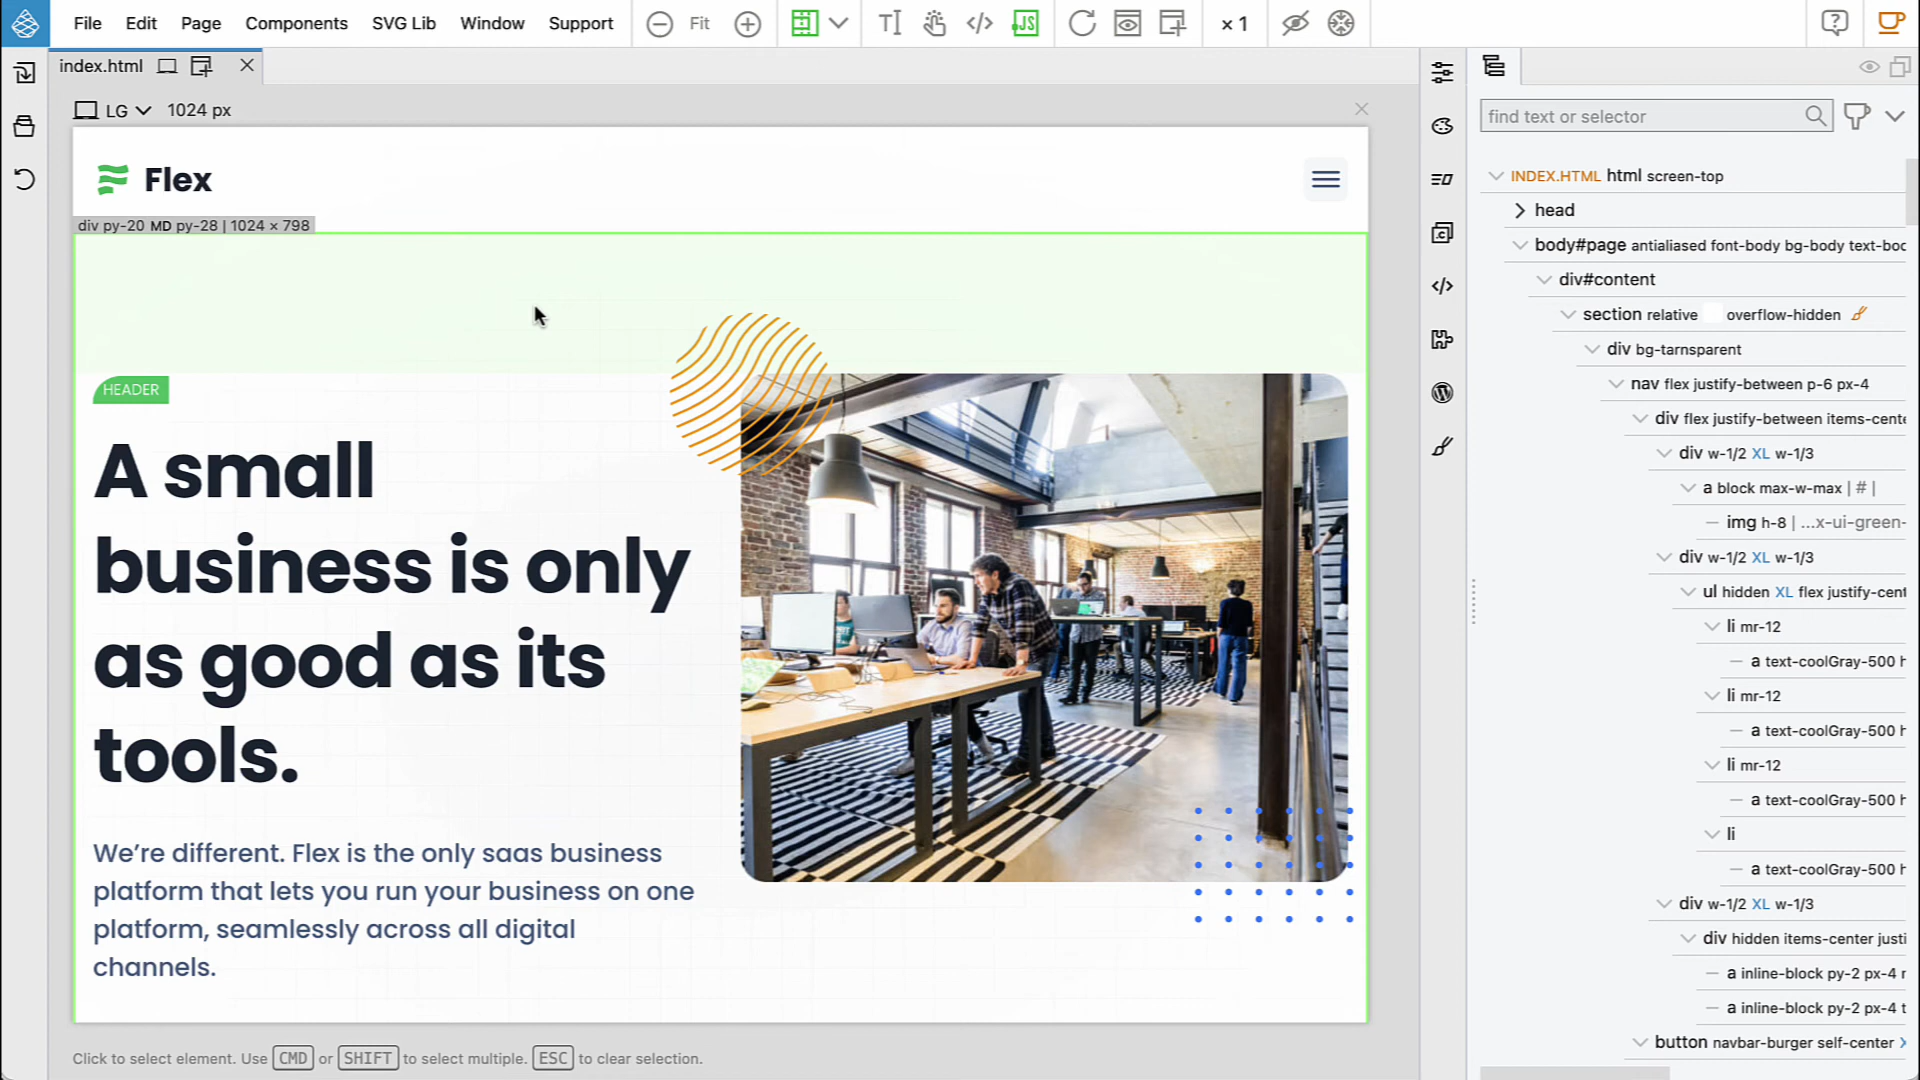 File Edit Page Components SVG Lib Window Support Fit JS × 1
index.html
LG 1024 px
find text or selector
Flex
div py-20 MD py-28 | 1024 × 798
HEADER
A small
business is only
as good as its
tools.
We’re different. Flex is the only saas business
platform that lets you run your business on one
platform, seamlessly across all digital
channels.
Click to select element. Use CMD or SHIFT to select multiple. ESC to clear selection.
INDEX.HTML html screen-top
head
body#page antialiased font-body bg-body text-boc
div#content
section relative overflow-hidden
div bg-tarnsparent
nav flex justify-between p-6 px-4
div flex justify-between items-cente
div w-1/2 XL w-1/3
a block max-w-max | # |
img h-8 | ...x-ui-green-
div w-1/2 XL w-1/3
ul hidden XL flex justify-cent
li mr-12
a text-coolGray-500 h
li mr-12
a text-coolGray-500 h
li mr-12
a text-coolGray-500 h
li
a text-coolGray-500 h
div w-1/2 XL w-1/3
div hidden items-center justi
a inline-block py-2 px-4 r
a inline-block py-2 px-4 t
button navbar-burger self-center X